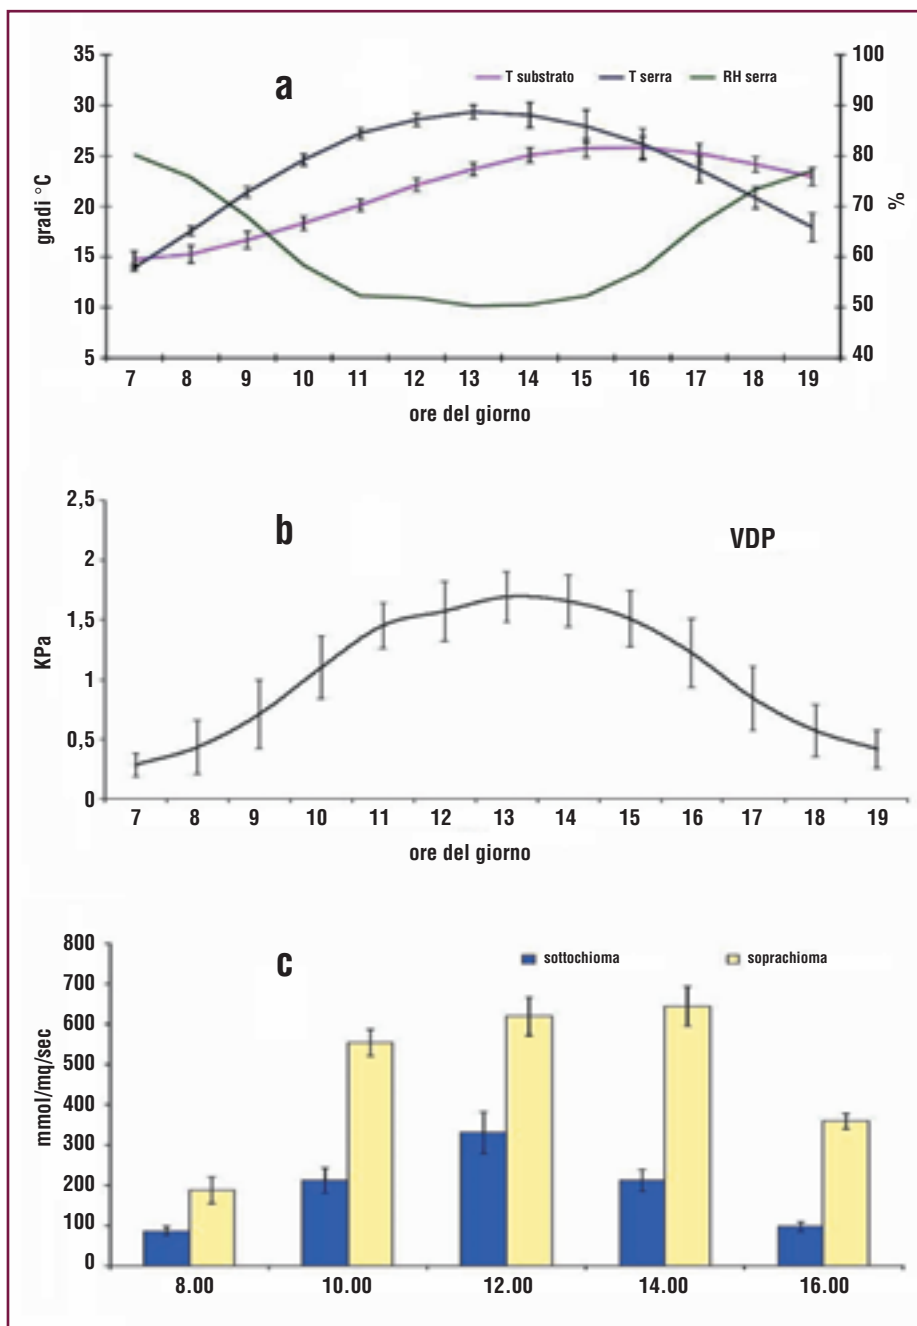 a
T substrato T serra RH serra
35 100
30 90
25 80
20 70
15 60
10 50
5 40
gradi °C
%
7 8 9 10 11 12 13 14 15 16 17 18 19
ore del giorno
b
VDP
2,5
2
1,5
1
0,5
0
KPa
7 8 9 10 11 12 13 14 15 16 17 18 19
ore del giorno
c
sottochioma soprachioma
800
700
600
500
400
300
200
100
0
mmol/mq/sec
8.00 10.00 12.00 14.00 16.00